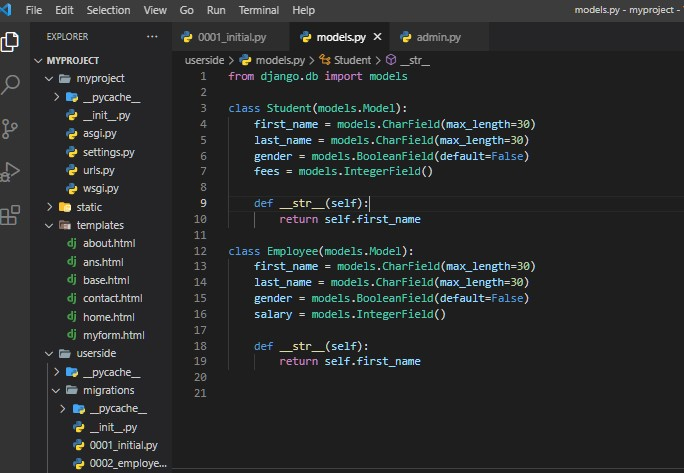 File Edit Selection View Go Run Terminal Help models.py - myproject -
EXPLORER ...
MYPROJECT
myproject
__pycache__
__init__.py
asgi.py
settings.py
urls.py
wsgi.py
static
templates
about.html
ans.html
base.html
contact.html
home.html
myform.html
userside
__pycache__
migrations
__pycache__
__init__.py
0001_initial.py
0002_employe...
0001_initial.py models.py admin.py
userside > models.py > Student > __str__
1 from django.db import models
2
3 class Student(models.Model):
4     first_name = models.CharField(max_length=30)
5     last_name = models.CharField(max_length=30)
6     gender = models.BooleanField(default=False)
7     fees = models.IntegerField()
8
9     def __str__(self):
10         return self.first_name
11
12 class Employee(models.Model):
13     first_name = models.CharField(max_length=30)
14     last_name = models.CharField(max_length=30)
15     gender = models.BooleanField(default=False)
16     salary = models.IntegerField()
17
18     def __str__(self):
19         return self.first_name
20
21